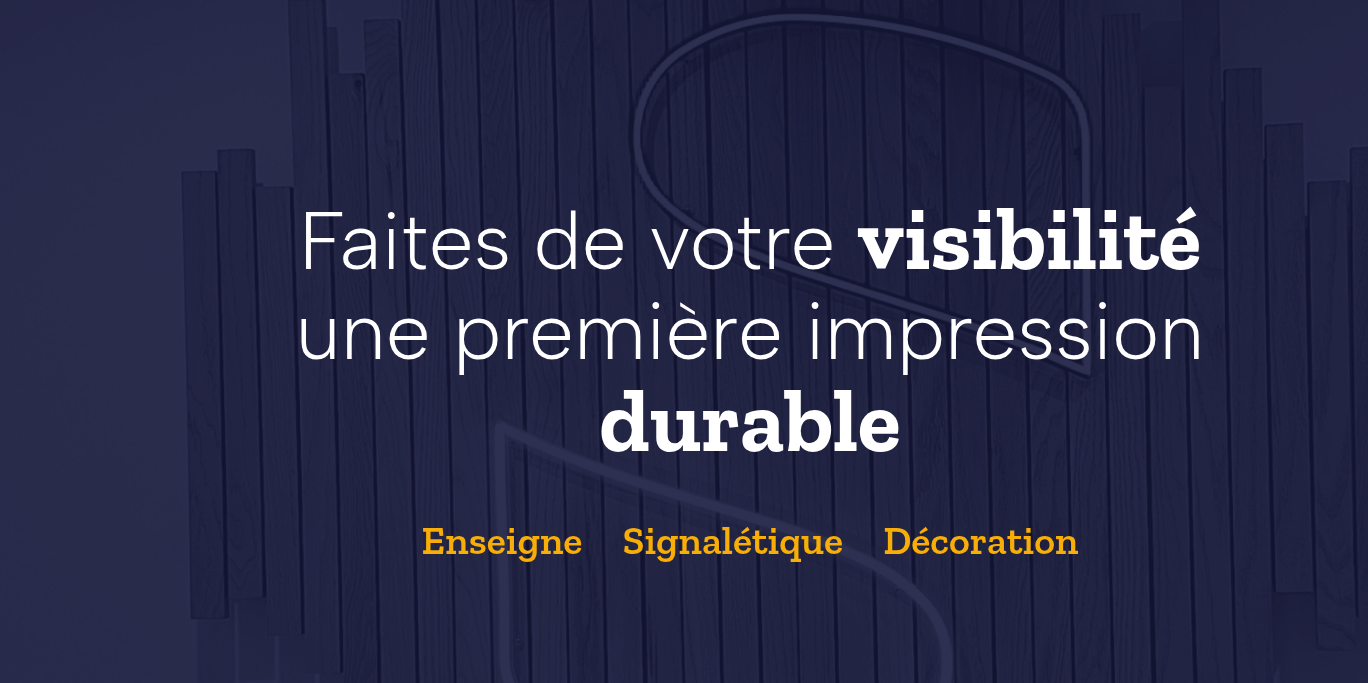 Faites de votre visibilité
une première impression
durable
Enseigne Signalétique Décoration